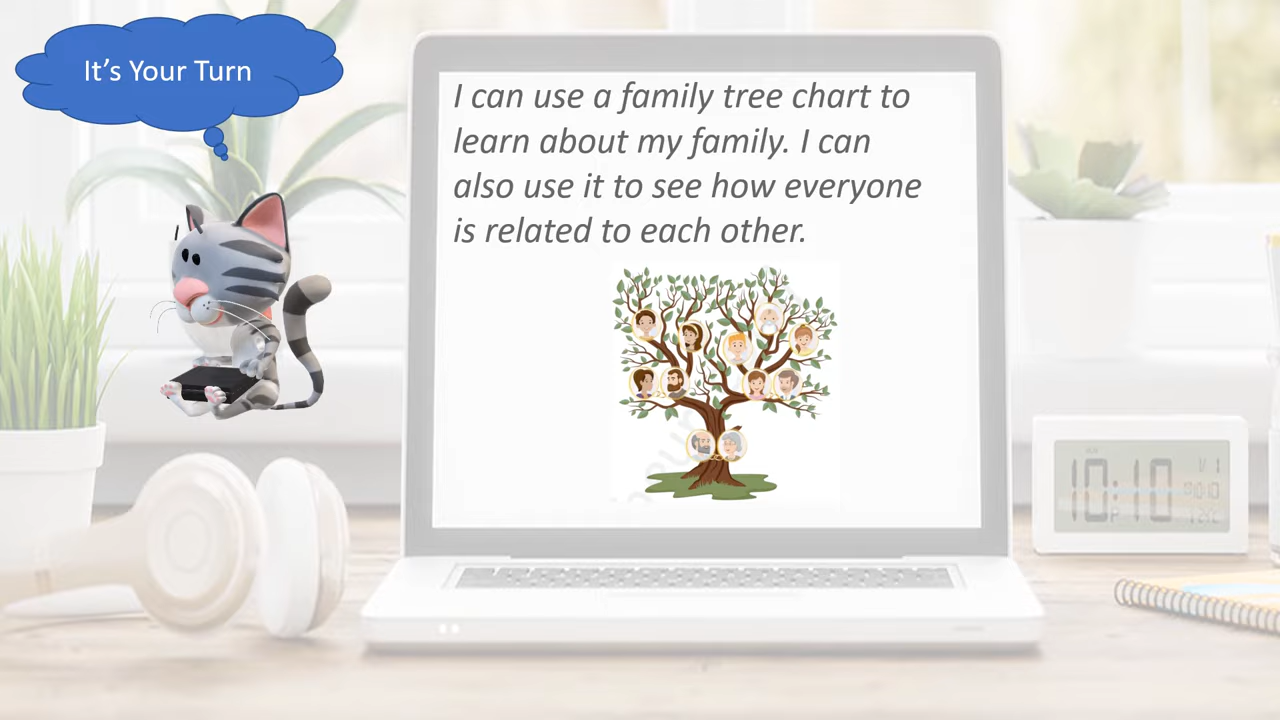 It's Your Turn
I can use a family tree chart to
learn about my family. I can
also use it to see how everyone
is related to each other.
10:10